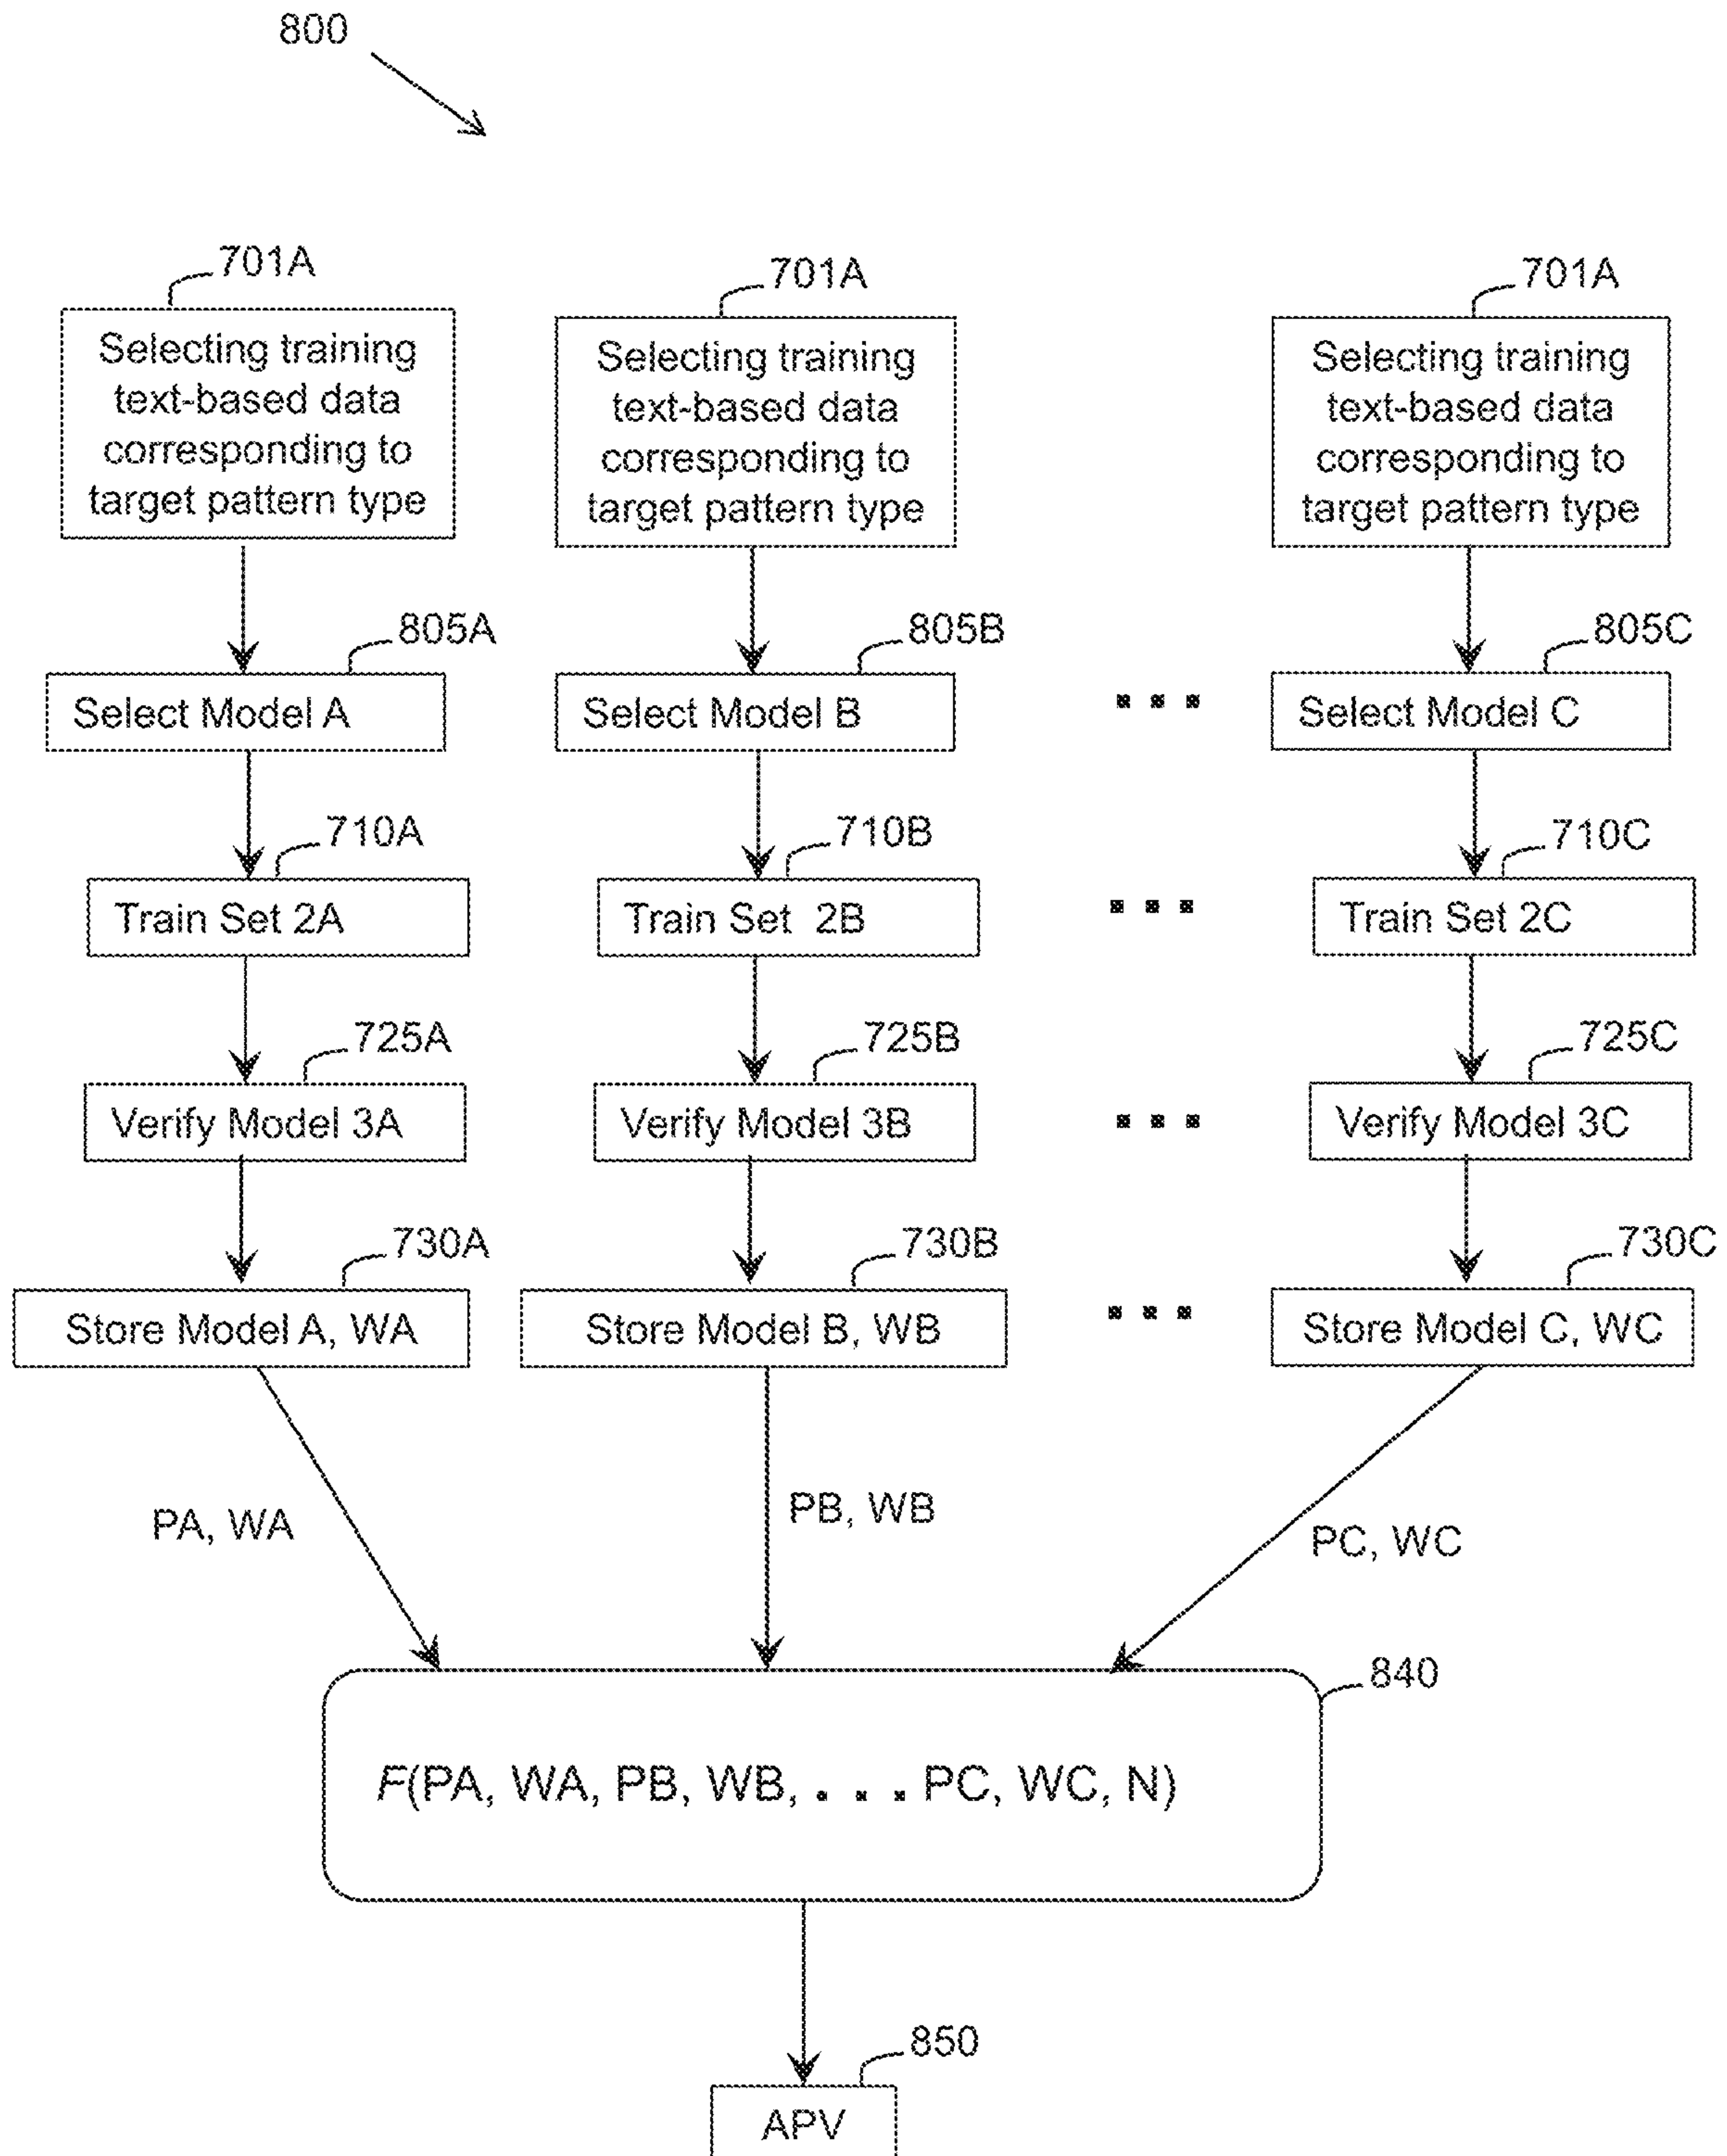 800
701A
701A
701A
Selecting training
text-based data
corresponding to
target pattern type
Selecting training
text-based data
corresponding to
target pattern type
Selecting training
text-based data
corresponding to
target pattern type
805A
805B
805C
Select Model A
Select Model B
...
Select Model C
710A
710B
710C
Train Set 2A
Train Set 2B
...
Train Set 2C
725A
725B
725C
Verify Model 3A
Verify Model 3B
...
Verify Model 3C
730A
730B
730C
Store Model A, WA
Store Model B, WB
...
Store Model C, WC
PA, WA
PB, WB
PC, WC
840
F(PA, WA, PB, WB, . . . PC, WC, N)
850
APV